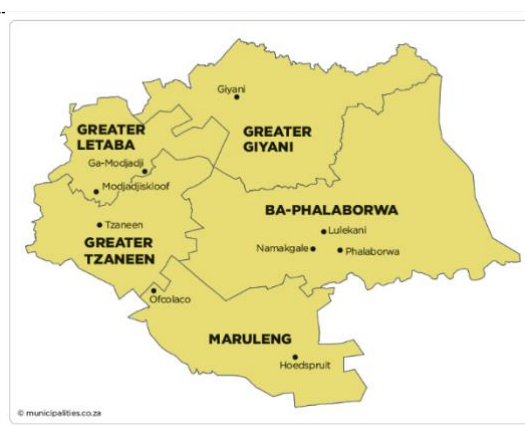 Giyani
GREATER
LETABA
GREATER
GIYANI
Ga-Modjadji
Modjadjiskloof
BA-PHALABORWA
Tzaneen
Lulekani
GREATER
TZANEEN
Namakgale
Phalaborwa
Ofcolaco
MARULENG
Hoedspruit
© municipalities.co.za